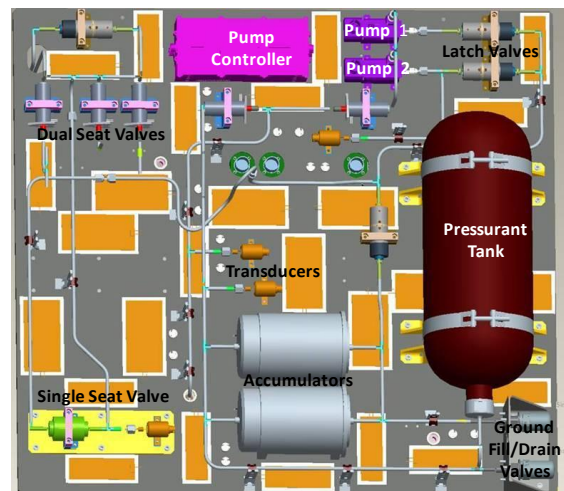 Pump
Controller
Pump 1
Pump 2
Latch Valves
Dual Seat Valves
Pressurant
Tank
Transducers
Accumulators
Single Seat Valve
Ground
Fill/Drain
Valves